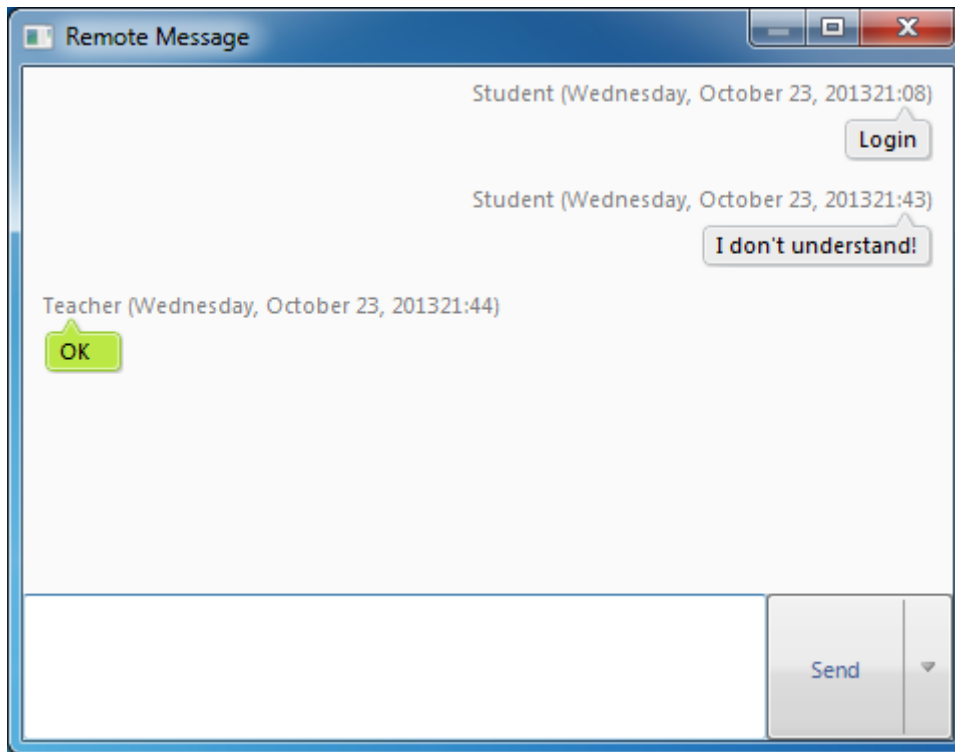 Remote Message
Student (Wednesday, October 23, 201321:08)
Login
Student (Wednesday, October 23, 201321:43)
I don't understand!
Teacher (Wednesday, October 23, 201321:44)
OK
Send